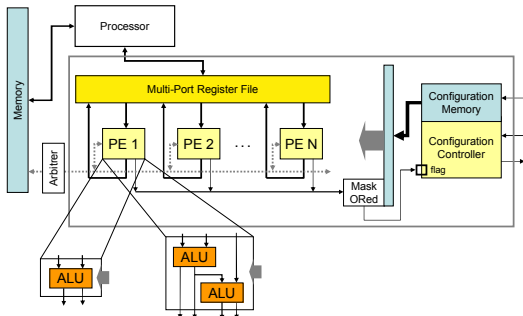 Processor
Memory
Multi-Port Register File
Configuration
Memory
PE 1
PE 2
...
PE N
Configuration
Controller
Arbitrer
Mask
ORed
flag
ALU
ALU
ALU